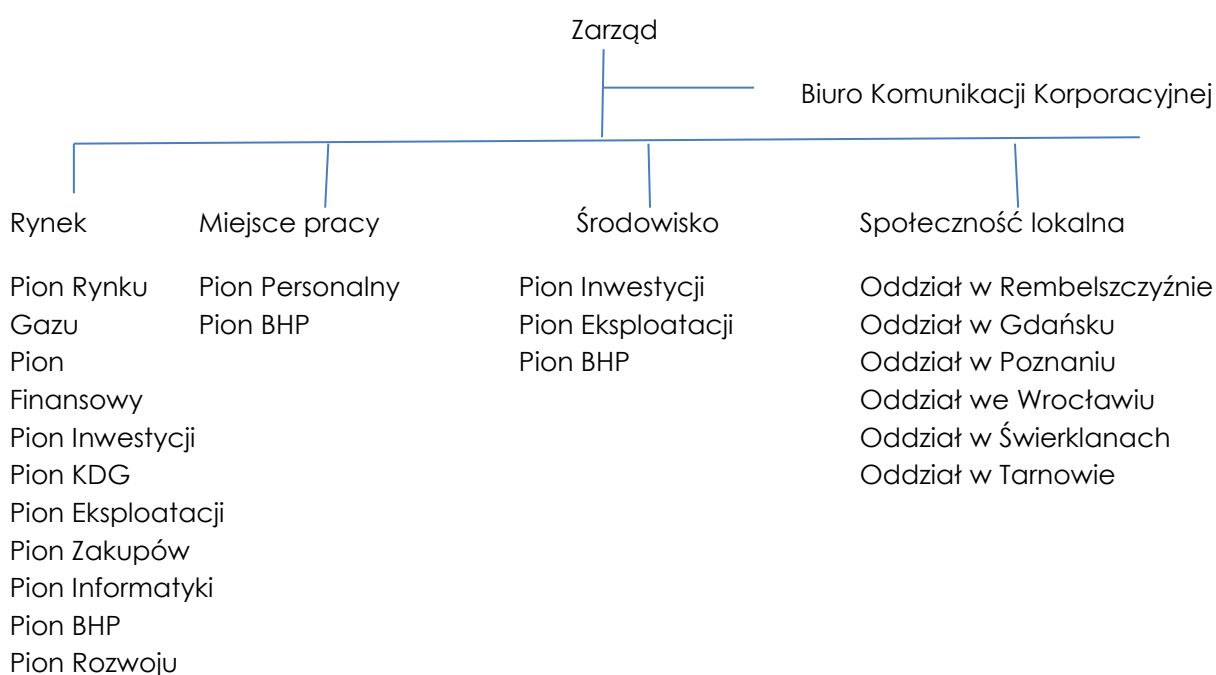 Zarząd
Biuro Komunikacji Korporacyjnej
Rynek
Pion Rynku
Gazu
Pion
Finansowy
Pion Inwestycji
Pion KDG
Pion Eksploatacji
Pion Zakupów
Pion Informatyki
Pion BHP
Pion Rozwoju
Miejsce pracy
Pion Personalny
Pion BHP
Środowisko
Pion Inwestycji
Pion Eksploatacji
Pion BHP
Społeczność lokalna
Oddział w Rembelszczyźnie
Oddział w Gdańsku
Oddział w Poznaniu
Oddział we Wrocławiu
Oddział w Świerklanach
Oddział w Tarnowie